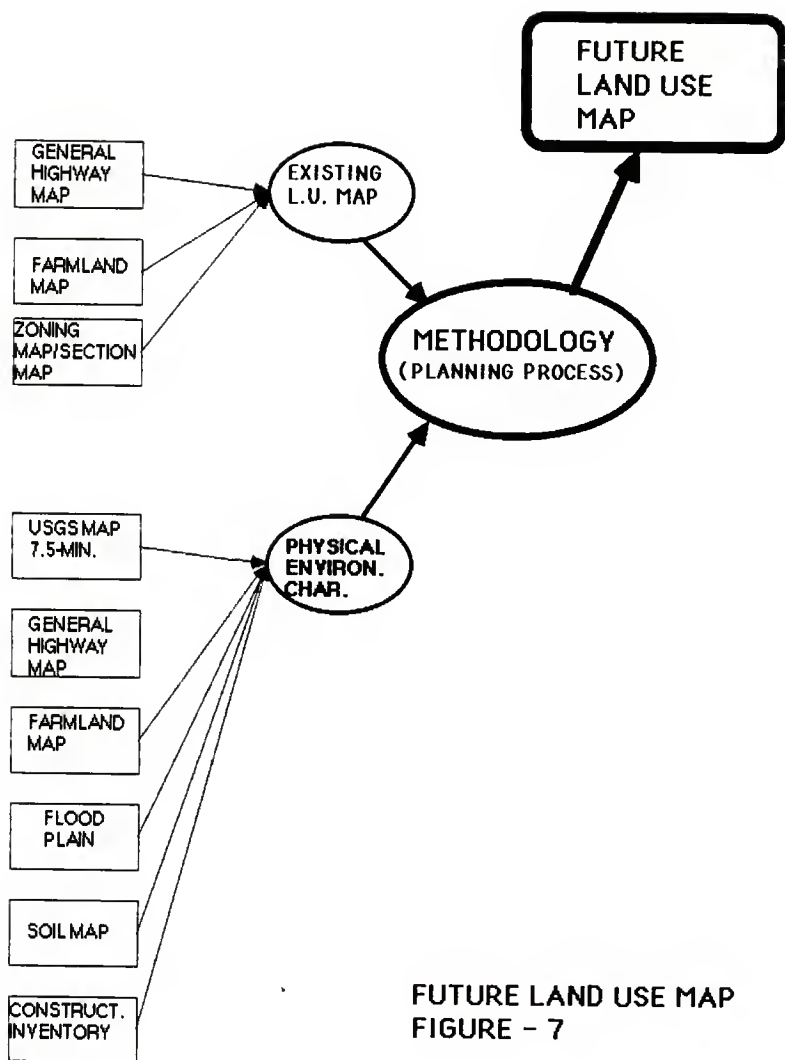 FUTURE
LAND USE
MAP
GENERAL
HIGHWAY
MAP
EXISTING
L.U. MAP
FARMLAND
MAP
ZONING
MAP/SECTION
MAP
METHODOLOGY
(PLANNING PROCESS)
USGS MAP
7.5-MIN.
PHYSICAL
ENVIRON.
CHAR.
GENERAL
HIGHWAY
MAP
FARMLAND
MAP
FLOOD
PLAIN
SOIL MAP
CONSTRUCT.
INVENTORY
FUTURE LAND USE MAP
FIGURE - 7